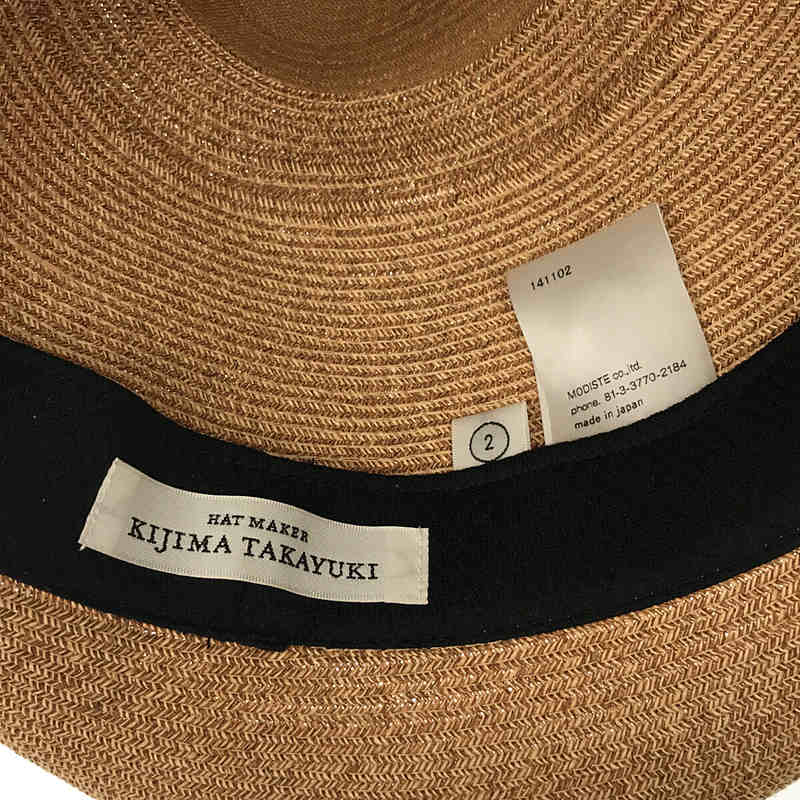 141102
MODISTE co.,ltd.
phone. 81-3-3770-2184
made in japan
2
HAT MAKER
KIJIMA TAKAYUKI